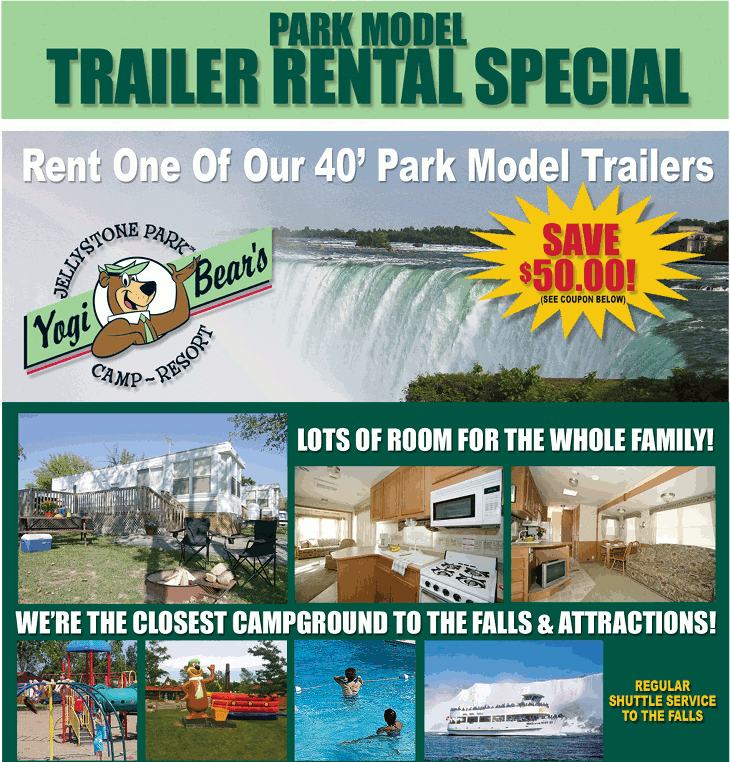 PARK MODEL
TRAILER RENTAL SPECIAL
Rent One Of Our 40' Park Model Trailers
JELLYSTONE PARK™
Yogi Bear's
CAMP-RESORT
SAVE
$50.00!
(SEE COUPON BELOW)
LOTS OF ROOM FOR THE WHOLE FAMILY!
WE'RE THE CLOSEST CAMPGROUND TO THE FALLS & ATTRACTIONS!
REGULAR
SHUTTLE SERVICE
TO THE FALLS